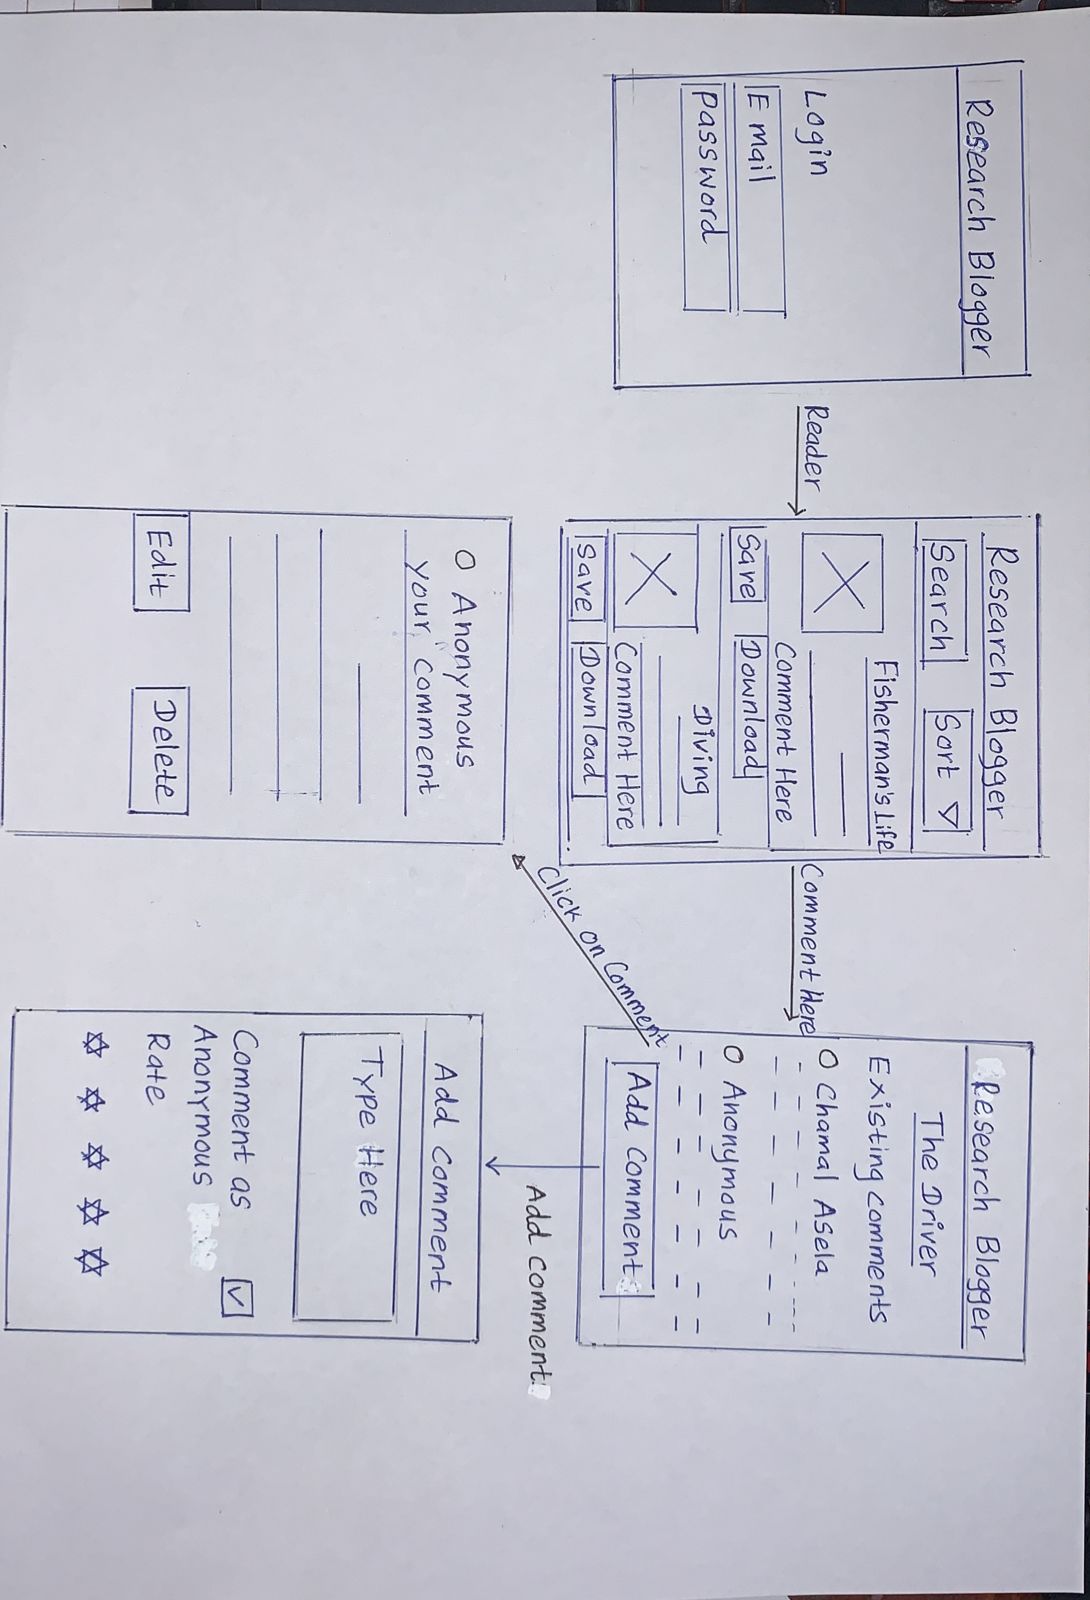 Research Blogger
Login
Email
Password
Reader
Research Blogger
Search Sort
Fisherman's Life
Comment Here
Save Download
Diving
Comment Here
Save Download
Comment Here
Research Blogger
The Driver
Existing comments
Chamal Asela
Anonymous
Add Comment
Click on Comment
Anonymous
your comment
Edit Delete
Add Comment
Add Comment
Type Here
Comment as
Anonymous
Rate